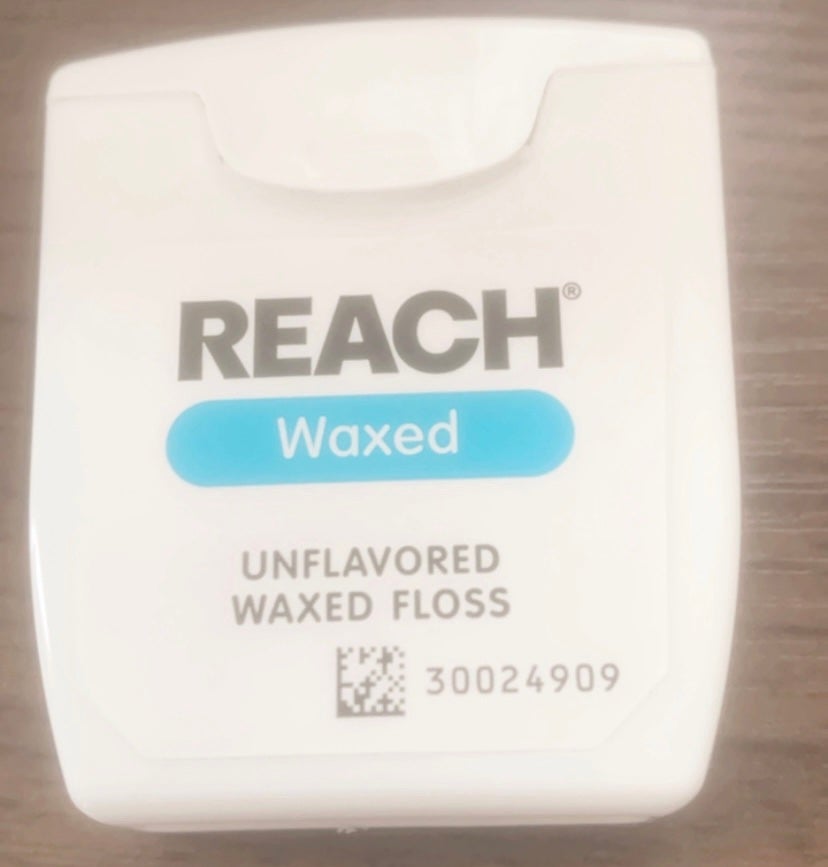 REACH®
Waxed
UNFLAVORED
WAXED FLOSS
30024909